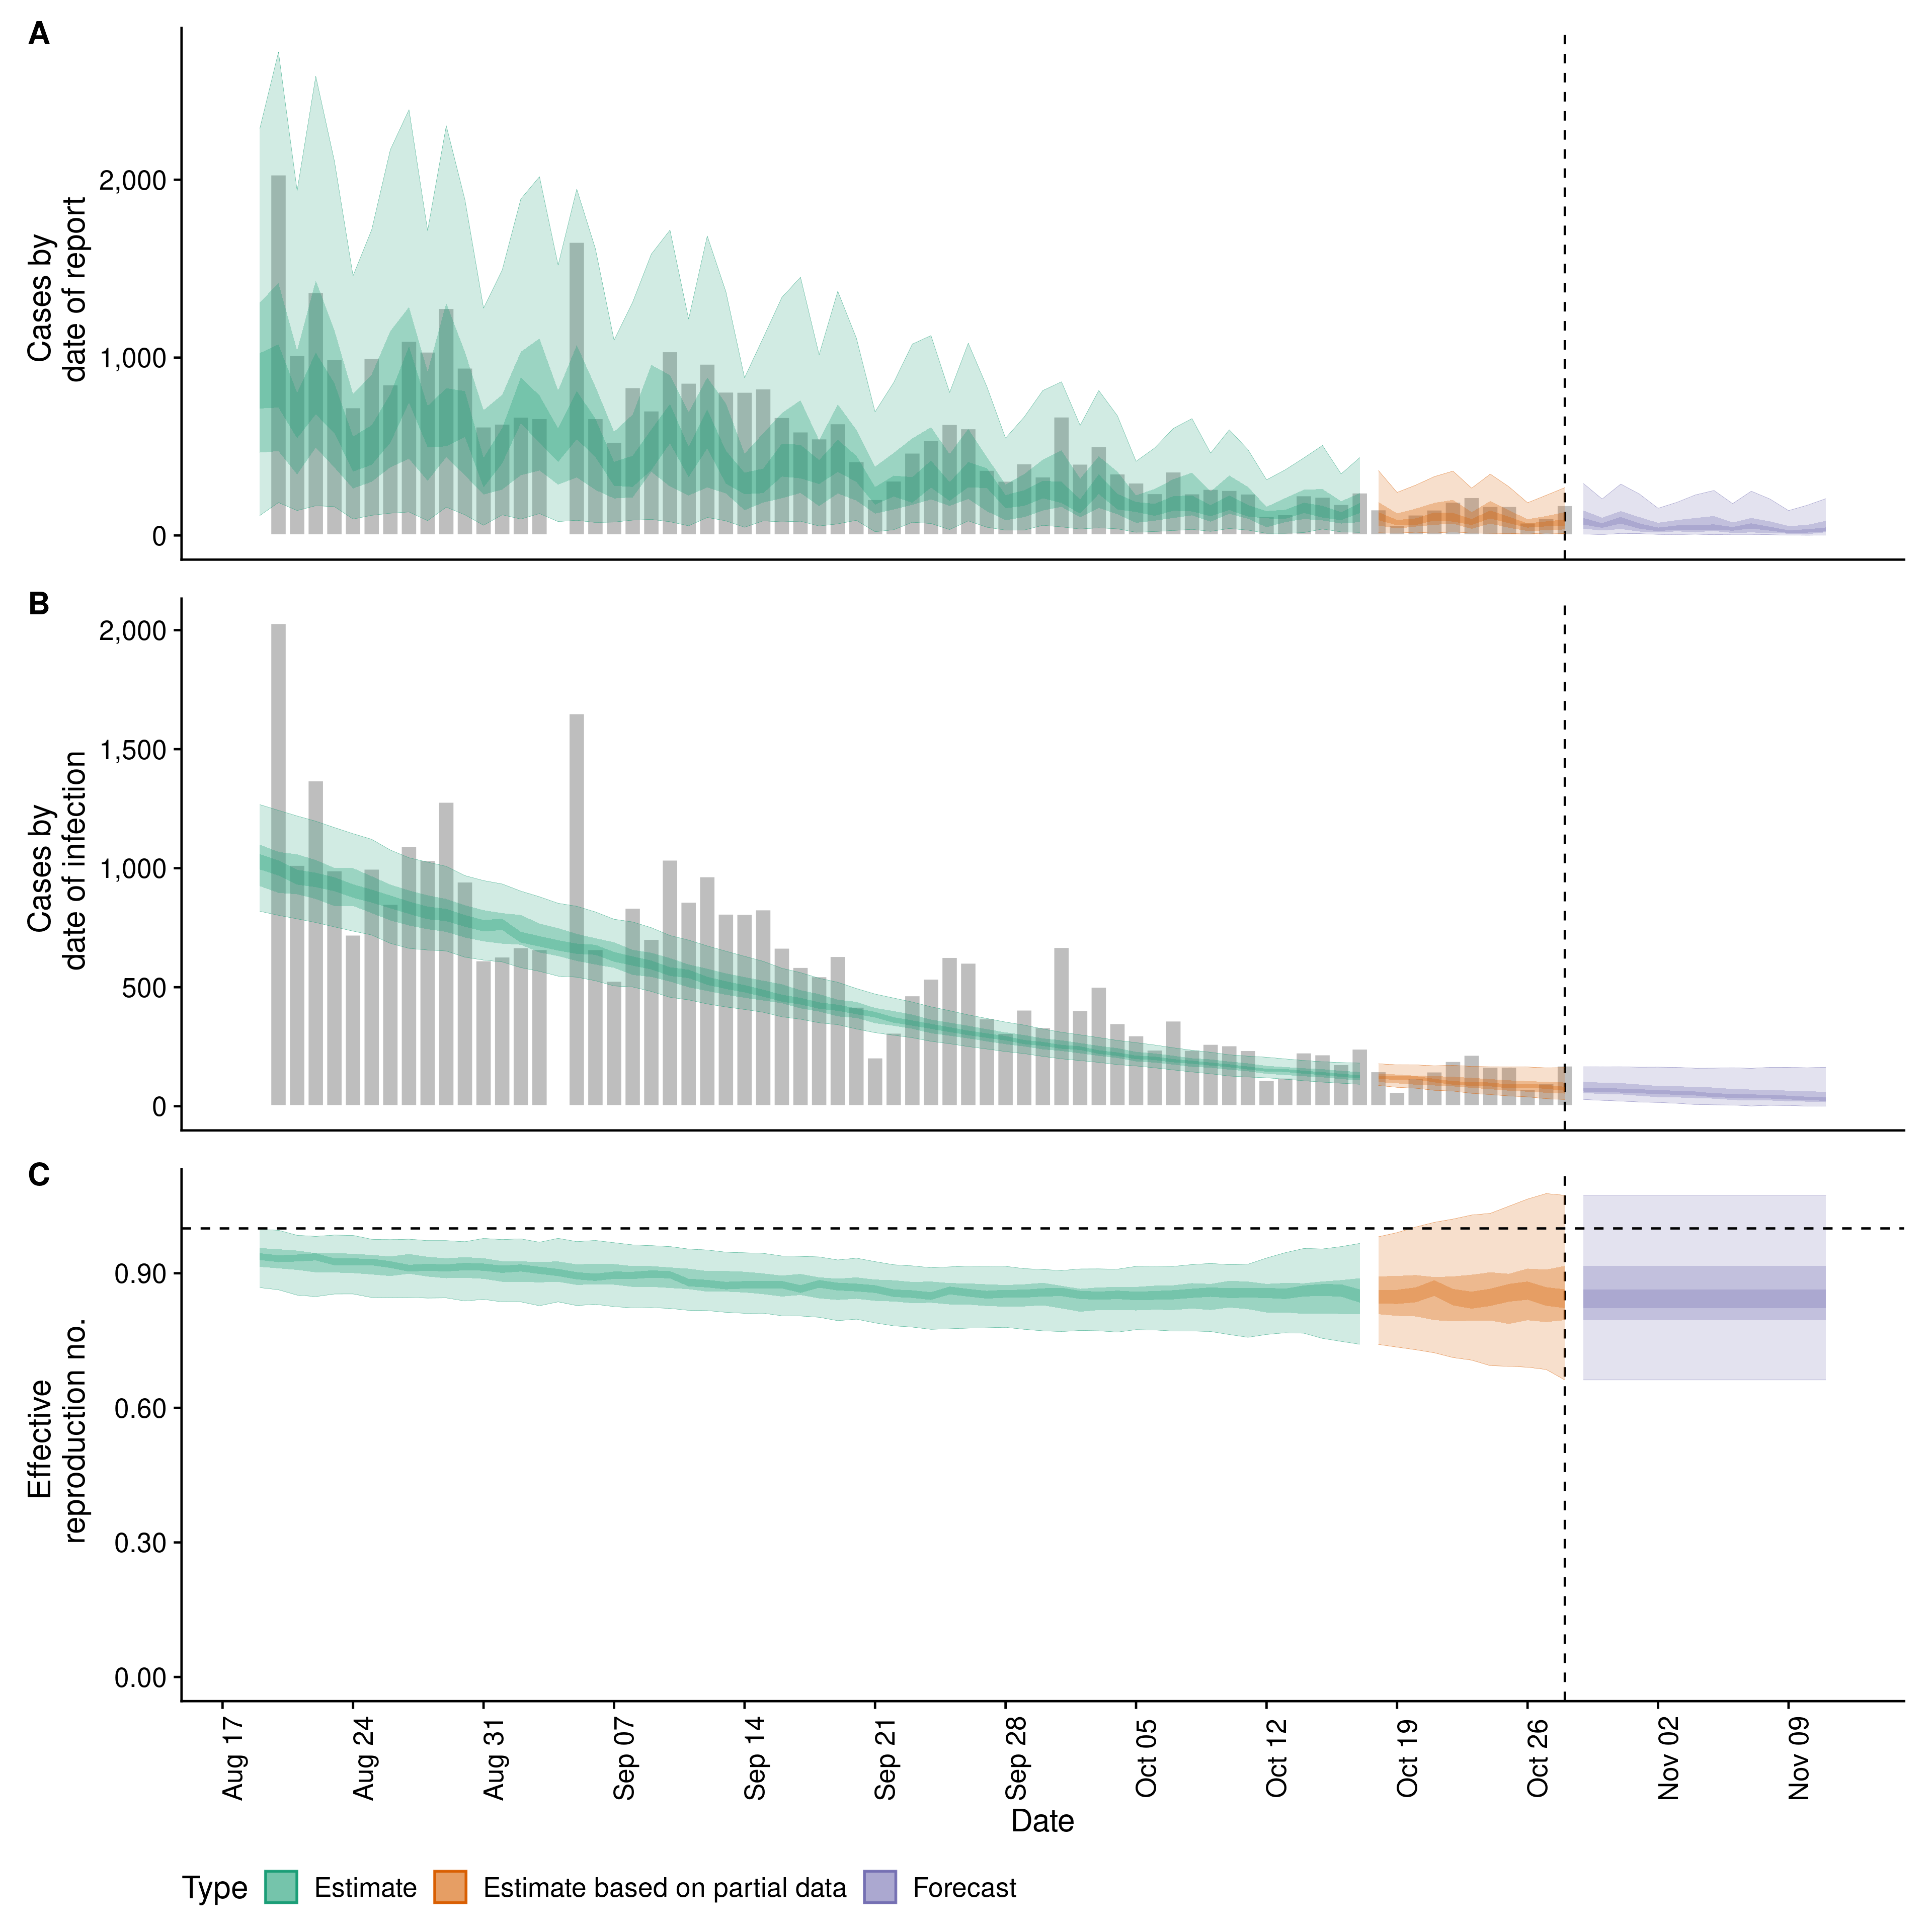 A
Cases by
date of report
2,000
1,000
0
B
Cases by
date of infection
2,000
1,500
1,000
500
0
C
Effective
reproduction no.
0.90
0.60
0.30
0.00
Aug 17
Aug 24
Aug 31
Sep 07
Sep 14
Sep 21
Sep 28
Oct 05
Oct 12
Oct 19
Oct 26
Nov 02
Nov 09
Date
Type Estimate Estimate based on partial data Forecast